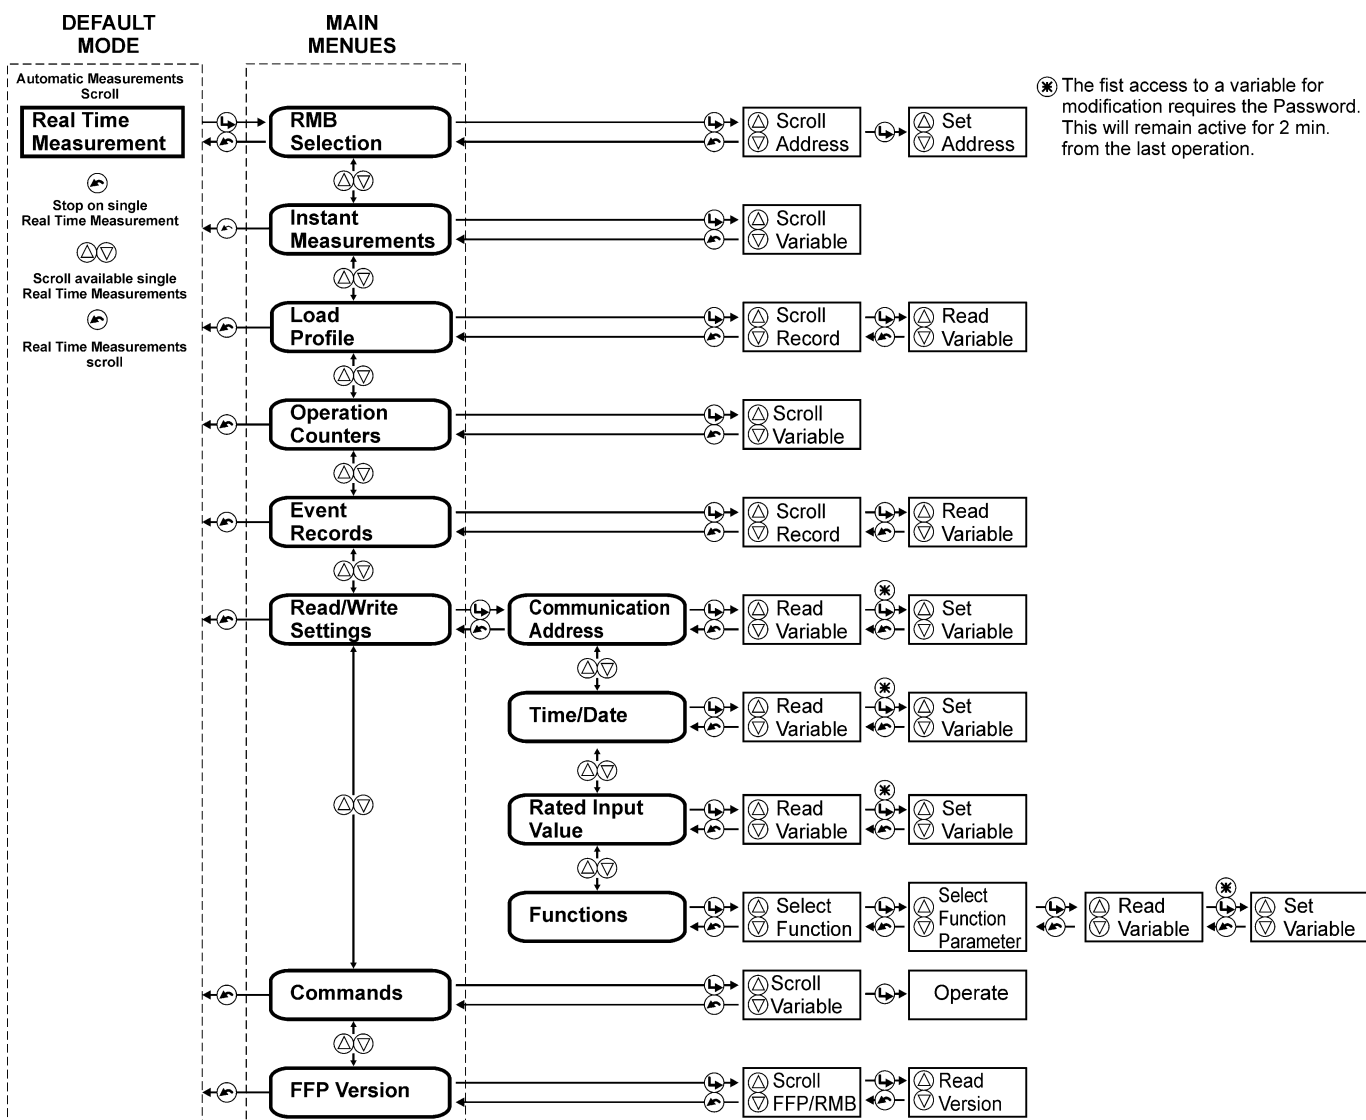 DEFAULT
MODE
MAIN
MENUES
Automatic Measurements
Scroll
Real Time
Measurement
Stop on single
Real Time Measurement
Scroll available single
Real Time Measurements
Real Time Measurements
scroll
RMB
Selection
Scroll
Address
Set
Address
The fist access to a variable for
modification requires the Password.
This will remain active for 2 min.
from the last operation.
Instant
Measurements
Scroll
Variable
Load
Profile
Scroll
Record
Read
Variable
Operation
Counters
Scroll
Variable
Event
Records
Scroll
Record
Read
Variable
Read/Write
Settings
Communication
Address
Read
Variable
Set
Variable
Time/Date
Read
Variable
Set
Variable
Rated Input
Value
Read
Variable
Set
Variable
Functions
Select
Function
Select
Function
Parameter
Read
Variable
Set
Variable
Commands
Scroll
Variable
Operate
FFP Version
Scroll
FFP/RMB
Read
Version